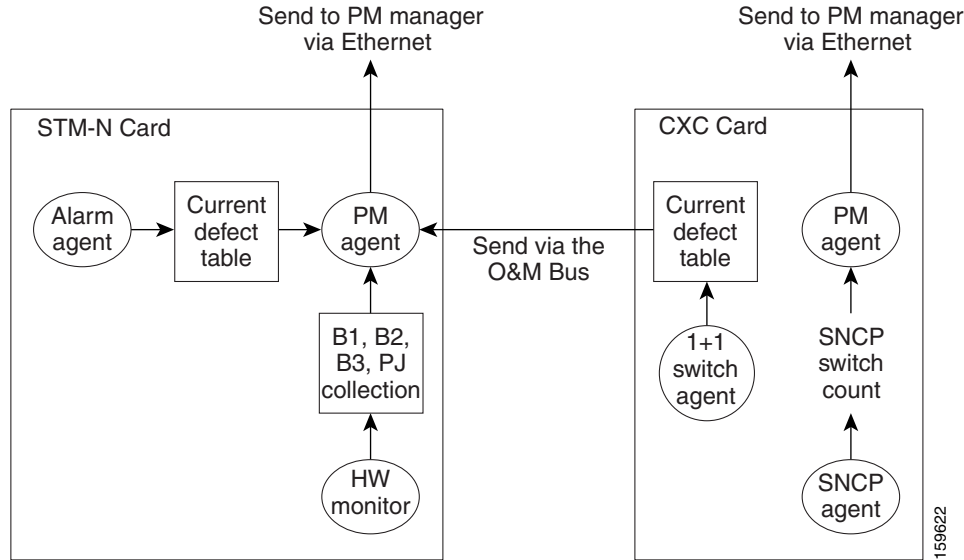 Send to PM manager
via Ethernet
Send to PM manager
via Ethernet
STM-N Card
CXC Card
Alarm
agent
Current
defect
table
PM
agent
Send via the
O&M Bus
Current
defect
table
PM
agent
B1, B2,
B3, PJ
collection
1+1
switch
agent
SNCP
switch
count
HW
monitor
SNCP
agent
159622